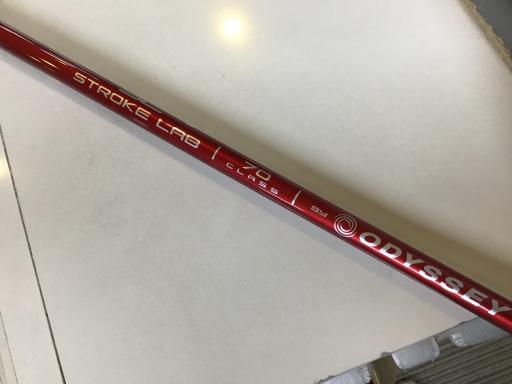 STROKE LAB | 70 CLASS | BY ODYSSEY